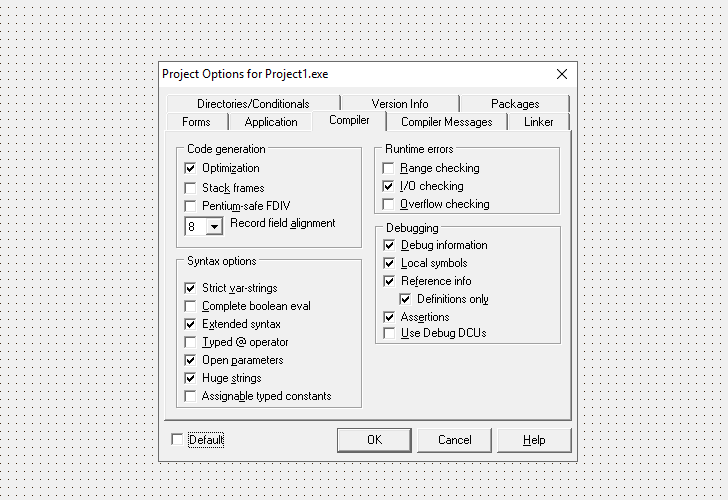 Project Options for Project1.exe
Directories/Conditionals
Version Info
Packages
Forms
Application
Compiler
Compiler Messages
Linker
Code generation
Optimization
Stack frames
Pentium-safe FDIV
8
Record field alignment
Syntax options
Strict var-strings
Complete boolean eval
Extended syntax
Typed @ operator
Open parameters
Huge strings
Assignable typed constants
Runtime errors
Range checking
I/O checking
Overflow checking
Debugging
Debug information
Local symbols
Reference info
Definitions only
Assertions
Use Debug DCUs
Default
OK
Cancel
Help